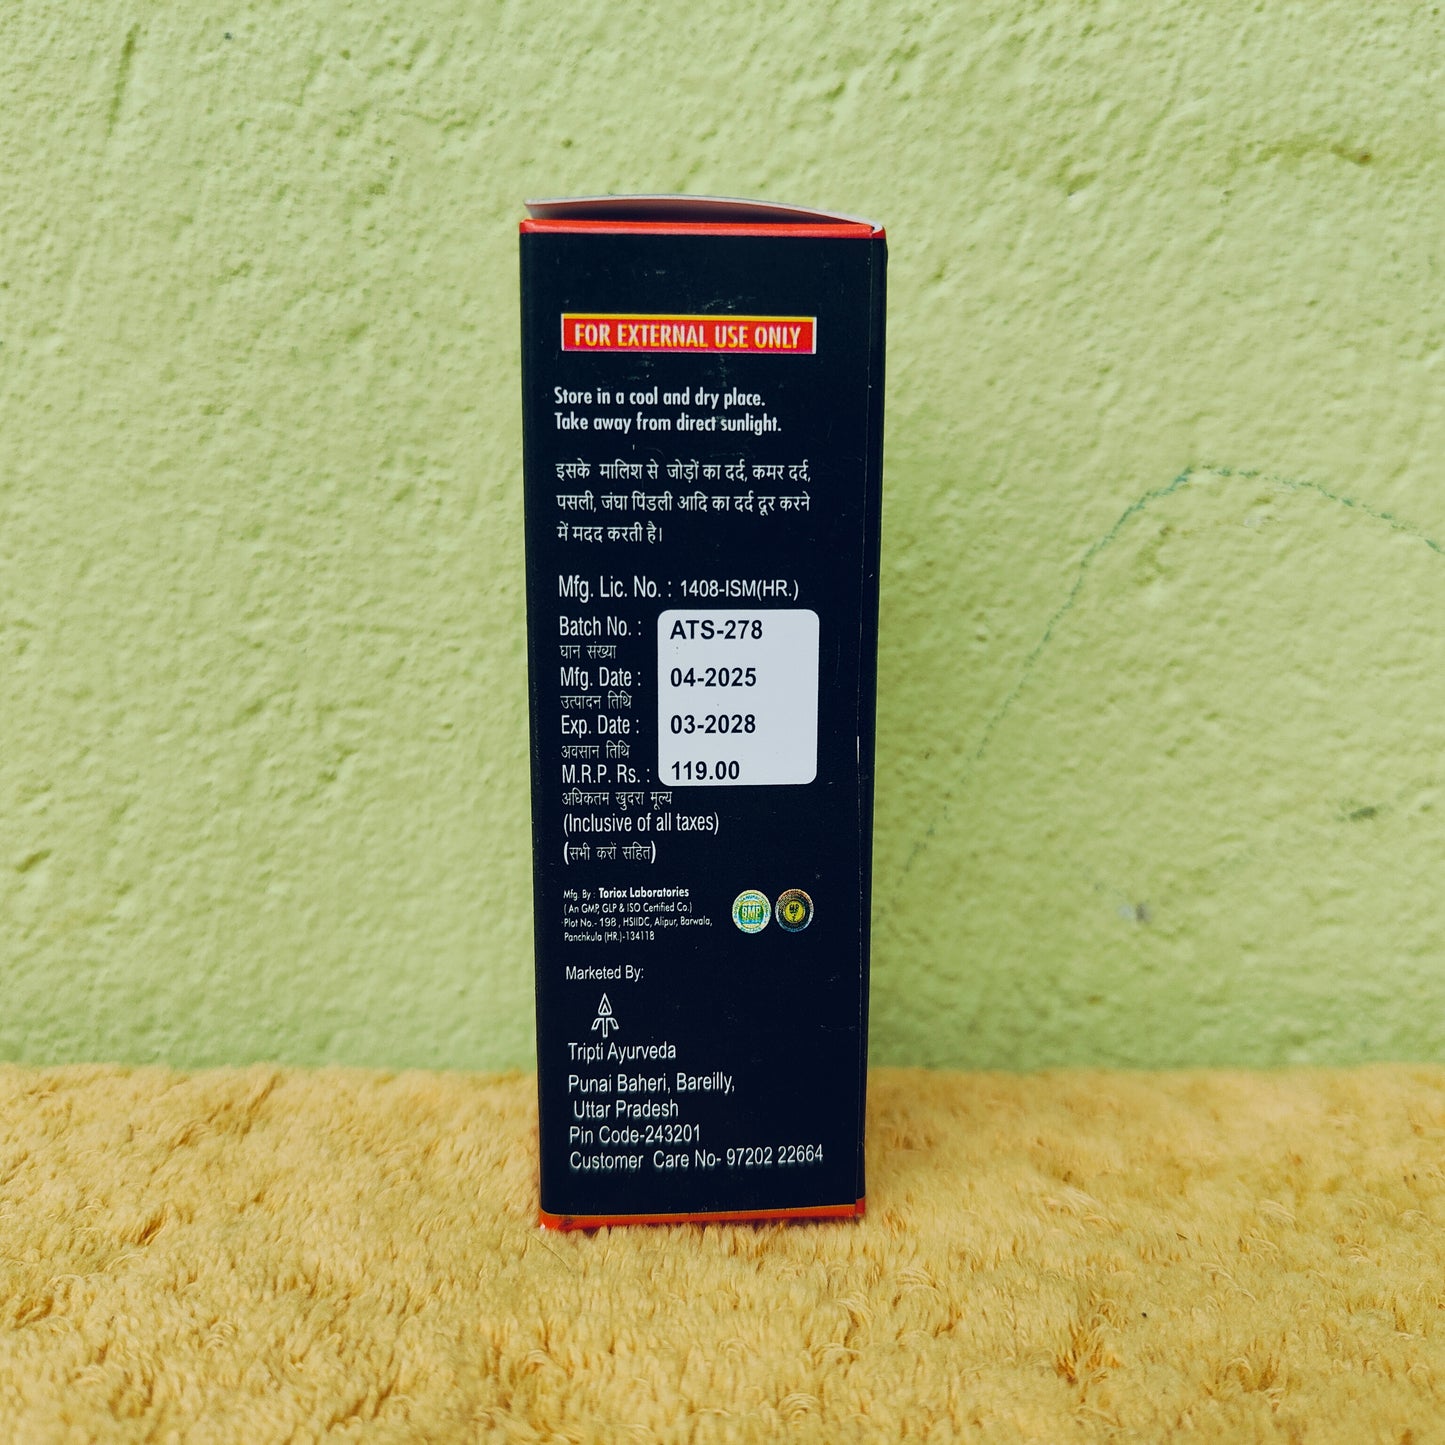 FOR EXTERNAL USE ONLY
Store in a cool and dry place.
Take away from direct sunlight.
इसके मालिश से जोड़ों का दर्द, कमर दर्द,
पसली, जंघा पिंडली आदि का दर्द दूर करने
में मदद करती है।
Mfg. Lic. No. : 1408-ISM(HR.)
Batch No. : ATS-278
घान संख्या
Mfg. Date : 04-2025
उत्पादन तिथि
Exp. Date : 03-2028
अवसान तिथि
M.R.P. Rs. : 119.00
अधिकतम खुदरा मूल्य
(Inclusive of all taxes)
(सभी करों सहित)
Mfg. By : Toriox Laboratories
( An GMP, GLP & ISO Certified Co.)
Plot No.- 198 , HSIIDC, Alipur, Barwala,
Panchkula (HR.)-134118
GMP
Marketed By:
Tripti Ayurveda
Punai Baheri, Bareilly,
Uttar Pradesh
Pin Code-243201
Customer Care No- 97202 22664